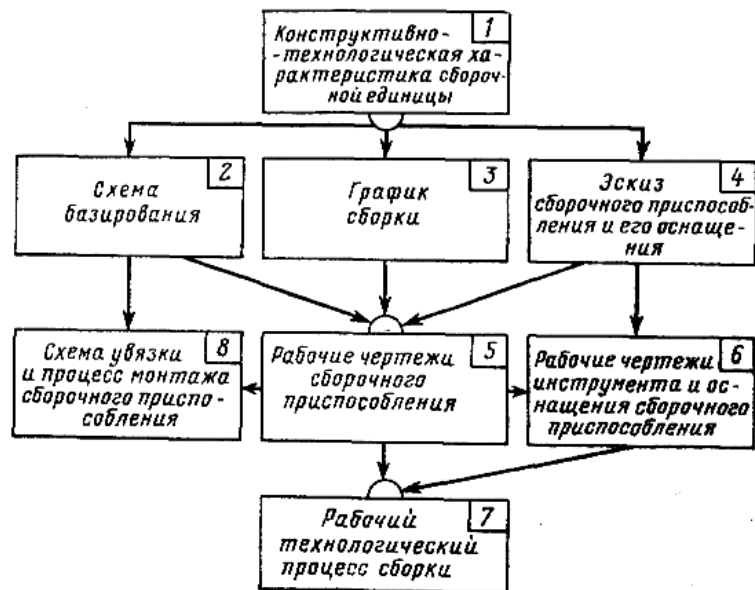 1
Конструктивно-
-технологическая ха-
рактеристика сбороч-
ной единицы
2
Схема
базирования
3
График
сборки
4
Эскиз
сборочного приспособ-
ления и его оснаще-
ния
8
Схема увязки
и процесс монтажа
сборочного приспо-
собления
5
Рабочие чертежи
сборочного
приспособления
6
Рабочие чертежи
инструмента и ос-
нащения сборочного
приспособления
7
Рабочий
технологический
процесс сборки